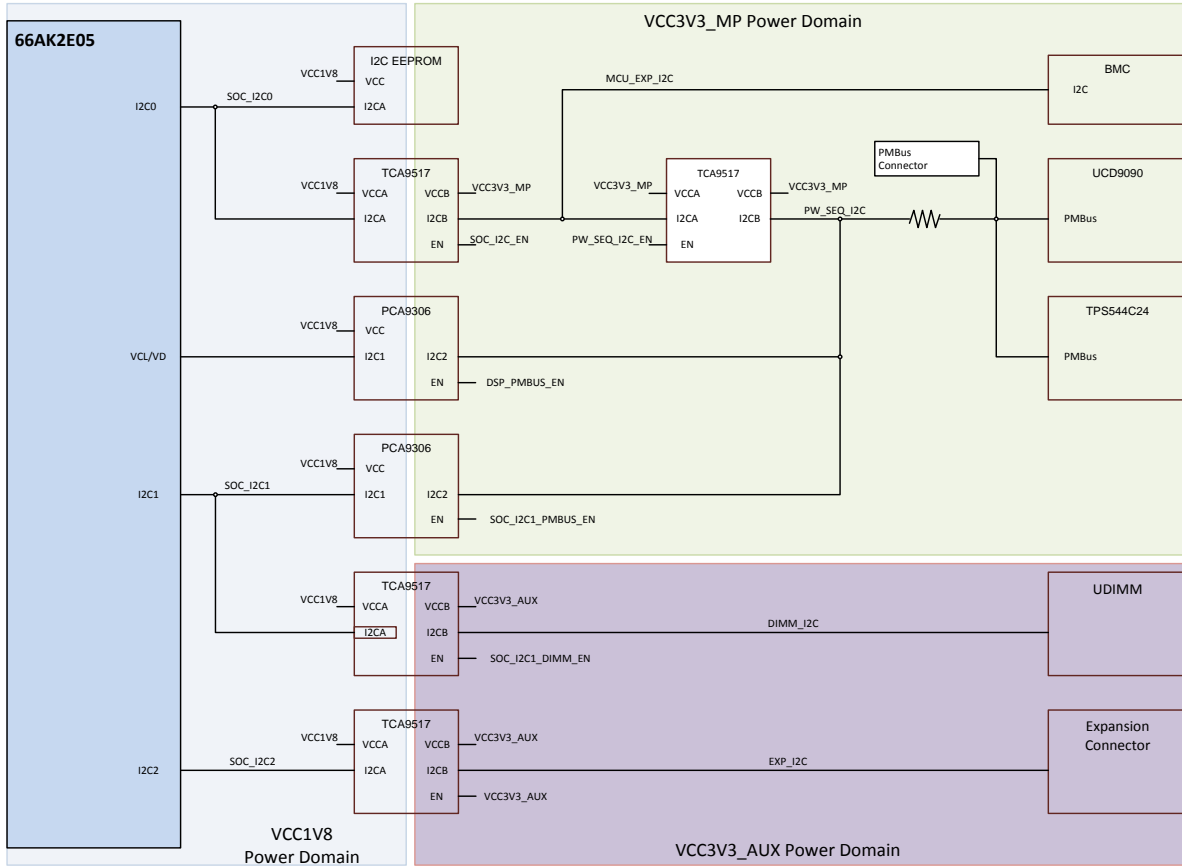 VCC3V3_MP Power Domain
66AK2E05
I2C0
SOC_I2C0
I2C EEPROM
VCC1V8
VCC
I2CA
MCU_EXP_I2C
BMC
I2C
TCA9517
VCC1V8
VCCA
I2CA
VCCB
I2CB
EN
VCC3V3_MP
SOC_I2C_EN
TCA9517
VCC3V3_MP
VCCA
I2CA
EN
PW_SEQ_I2C_EN
VCCB
I2CB
VCC3V3_MP
PW_SEQ_I2C
PMBus
Connector
UCD9090
PMBus
VCL/VD
PCA9306
VCC1V8
VCC
I2C1
I2C2
EN
DSP_PMBUS_EN
TPS544C24
PMBus
I2C1
SOC_I2C1
PCA9306
VCC1V8
VCC
I2C1
I2C2
EN
SOC_I2C1_PMBUS_EN
TCA9517
VCC1V8
VCCA
I2CA
VCCB
I2CB
EN
VCC3V3_AUX
DIMM_I2C
SOC_I2C1_DIMM_EN
UDIMM
I2C2
SOC_I2C2
TCA9517
VCC1V8
VCCA
I2CA
VCCB
I2CB
EN
VCC3V3_AUX
EXP_I2C
VCC3V3_AUX
Expansion
Connector
VCC1V8
Power Domain
VCC3V3_AUX Power Domain